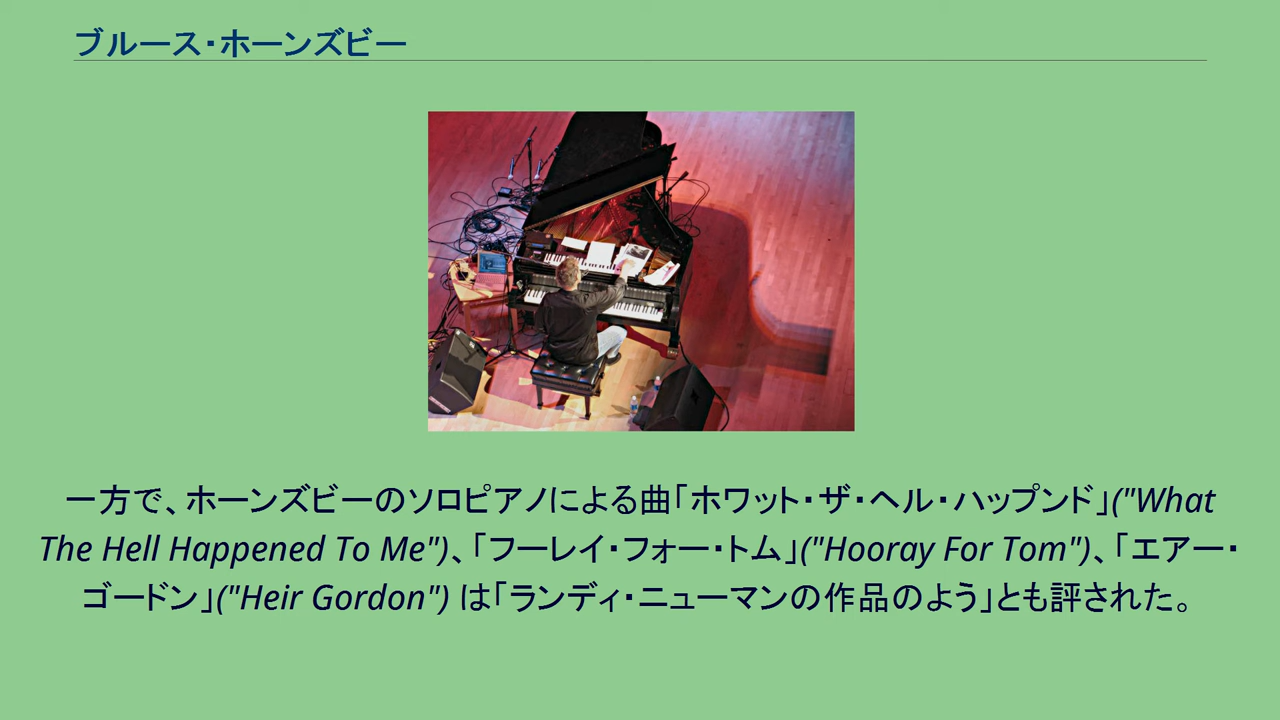 ブルース・ホーンズビー
一方で、ホーンズビーのソロピアノによる曲「ホワット・ザ・ヘル・ハップンド」("What
The Hell Happened To Me")、「フーレイ・フォー・トム」("Hooray For Tom")、「エアー・
ゴードン」("Heir Gordon") は「ランディ・ニューマンの作品のよう」とも評された。